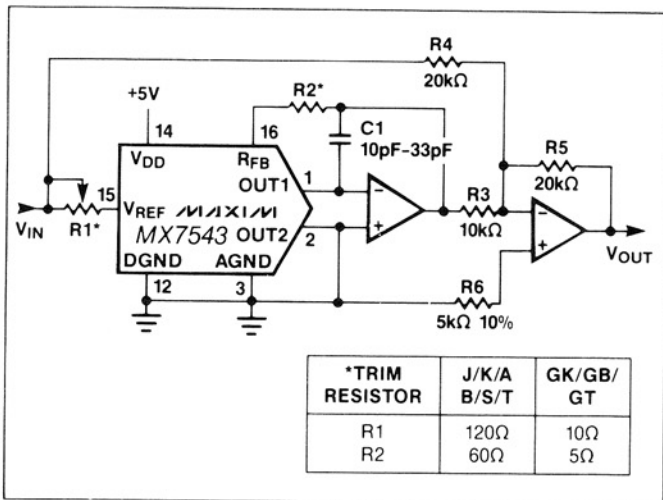 R4
20kΩ
+5V
R2*
14
16
C1
10pF-33pF
R5
20kΩ
VDD
RFB
1
OUT1
15
VREF
MAXIM
R3
10kΩ
VIN
R1*
MX7543
OUT2
2
VOUT
DGND
AGND
12
3
R6
5kΩ 10%
*TRIM RESISTOR
J/K/A B/S/T
GK/GB/ GT
R1
120Ω
10Ω
R2
60Ω
5Ω